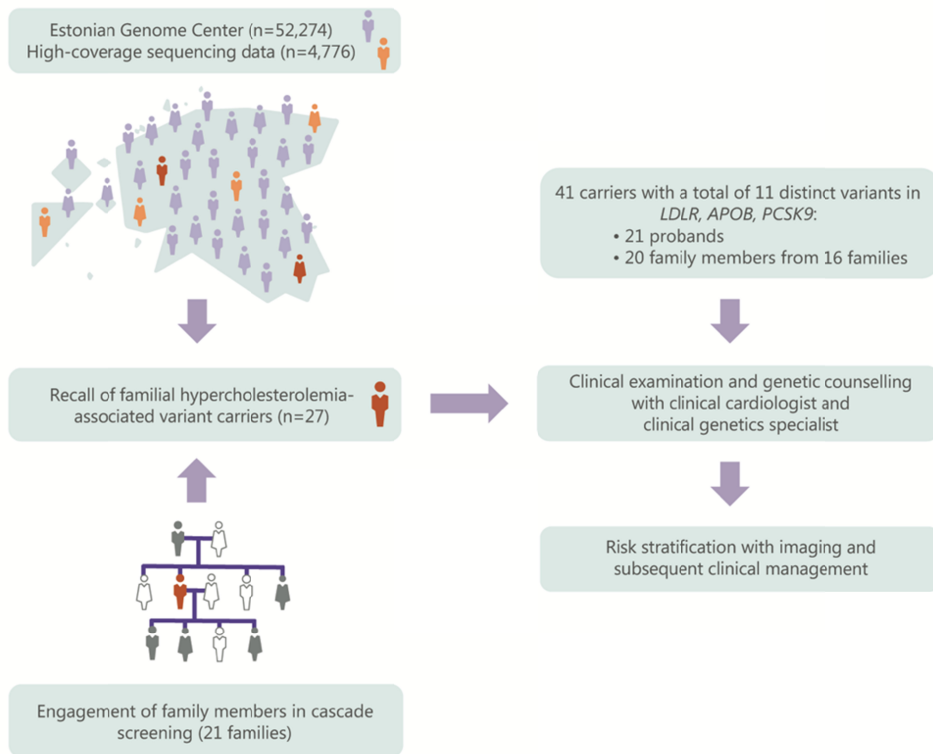 Estonian Genome Center (n=52,274)
High-coverage sequencing data (n=4,776)
41 carriers with a total of 11 distinct variants in
LDLR, APOB, PCSK9:
• 21 probands
• 20 family members from 16 families
Recall of familial hypercholesterolemia-
associated variant carriers (n=27)
Clinical examination and genetic counselling
with clinical cardiologist and
clinical genetics specialist
Risk stratification with imaging and
subsequent clinical management
Engagement of family members in cascade
screening (21 families)